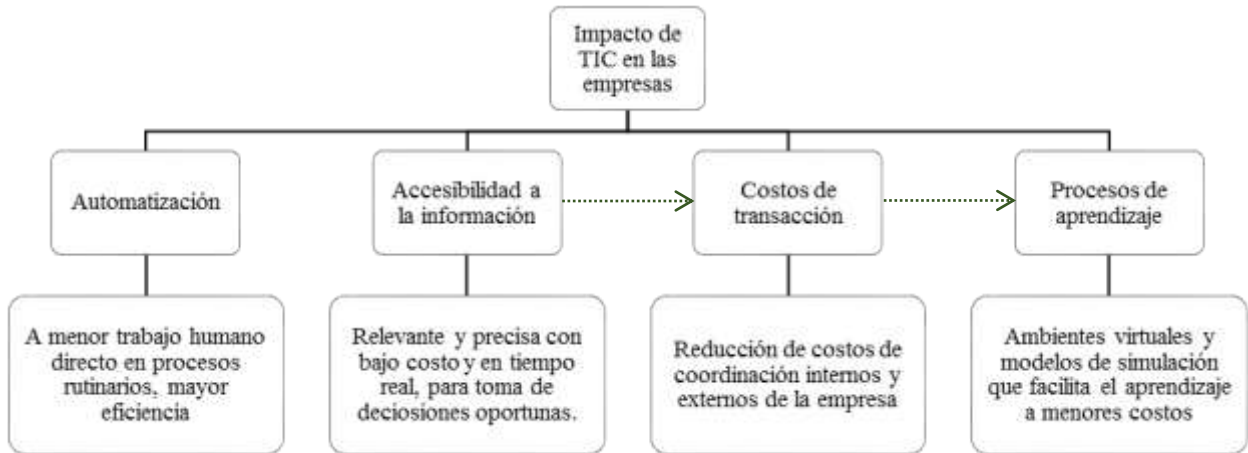 Impacto de
TIC en las
empresas
Automatización
Accesibilidad a
la información
Costos de
transacción
Procesos de
aprendizaje
A menor trabajo humano
directo en procesos
rutinarios, mayor
eficiencia
Relevante y precisa con
bajo costo y en tiempo
real, para toma de
deciosiones oportunas.
Reducción de costos de
coordinación internos y
externos de la empresa
Ambientes virtuales y
modelos de simulación
que facilita el aprendizaje
a menores costos